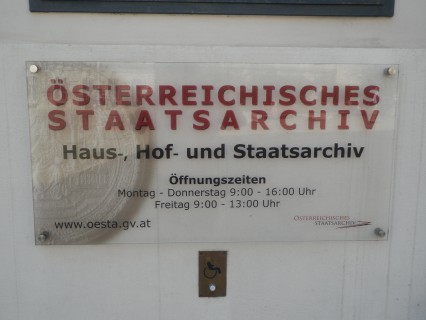 ÖSTERREICHISCHES
STAATSARCHIV
Haus-, Hof- und Staatsarchiv
Öffnungszeiten
Montag - Donnerstag 9:00 - 16:00 Uhr
Freitag 9:00 - 13:00 Uhr
www.oesta.gv.at
ÖSTERREICHISCHES
STAATSARCHIV